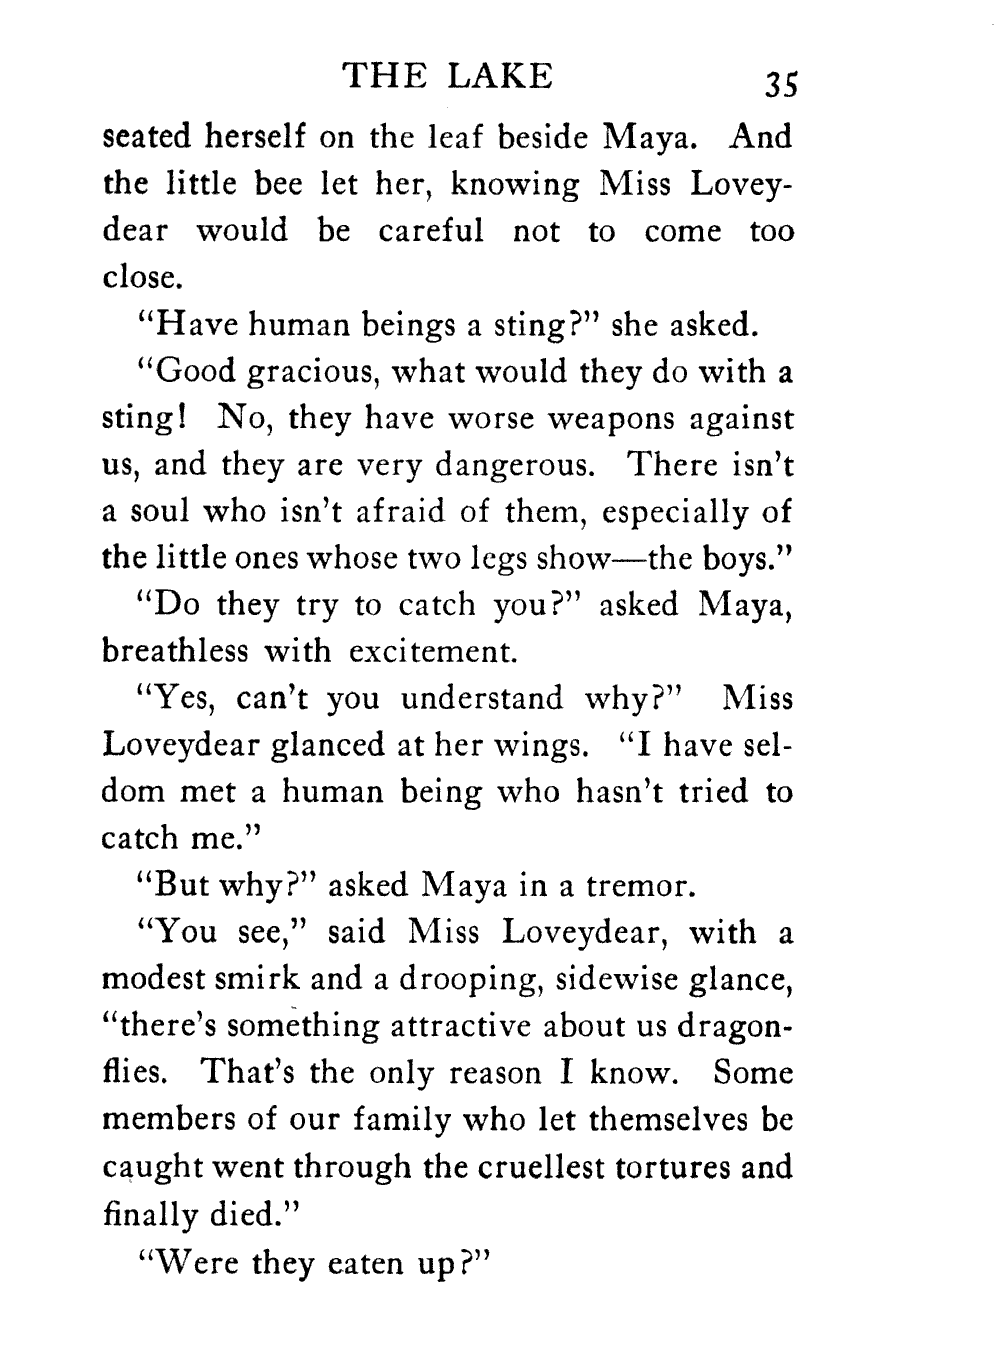 THE LAKE 35
seated herself on the leaf beside Maya. And
the little bee let her, knowing Miss Lovey-
dear would be careful not to come too
close.
“Have human beings a sting?” she asked.
“Good gracious, what would they do with a
sting! No, they have worse weapons against
us, and they are very dangerous. There isn’t
a soul who isn’t afraid of them, especially of
the little ones whose two legs show—the boys.”
“Do they try to catch you?” asked Maya,
breathless with excitement.
“Yes, can’t you understand why?” Miss
Loveydear glanced at her wings. “I have sel-
dom met a human being who hasn’t tried to
catch me.”
“But why?” asked Maya in a tremor.
“You see,” said Miss Loveydear, with a
modest smirk and a drooping, sidewise glance,
“there’s something attractive about us dragon-
flies. That’s the only reason I know. Some
members of our family who let themselves be
caught went through the cruellest tortures and
finally died.”
“Were they eaten up?”